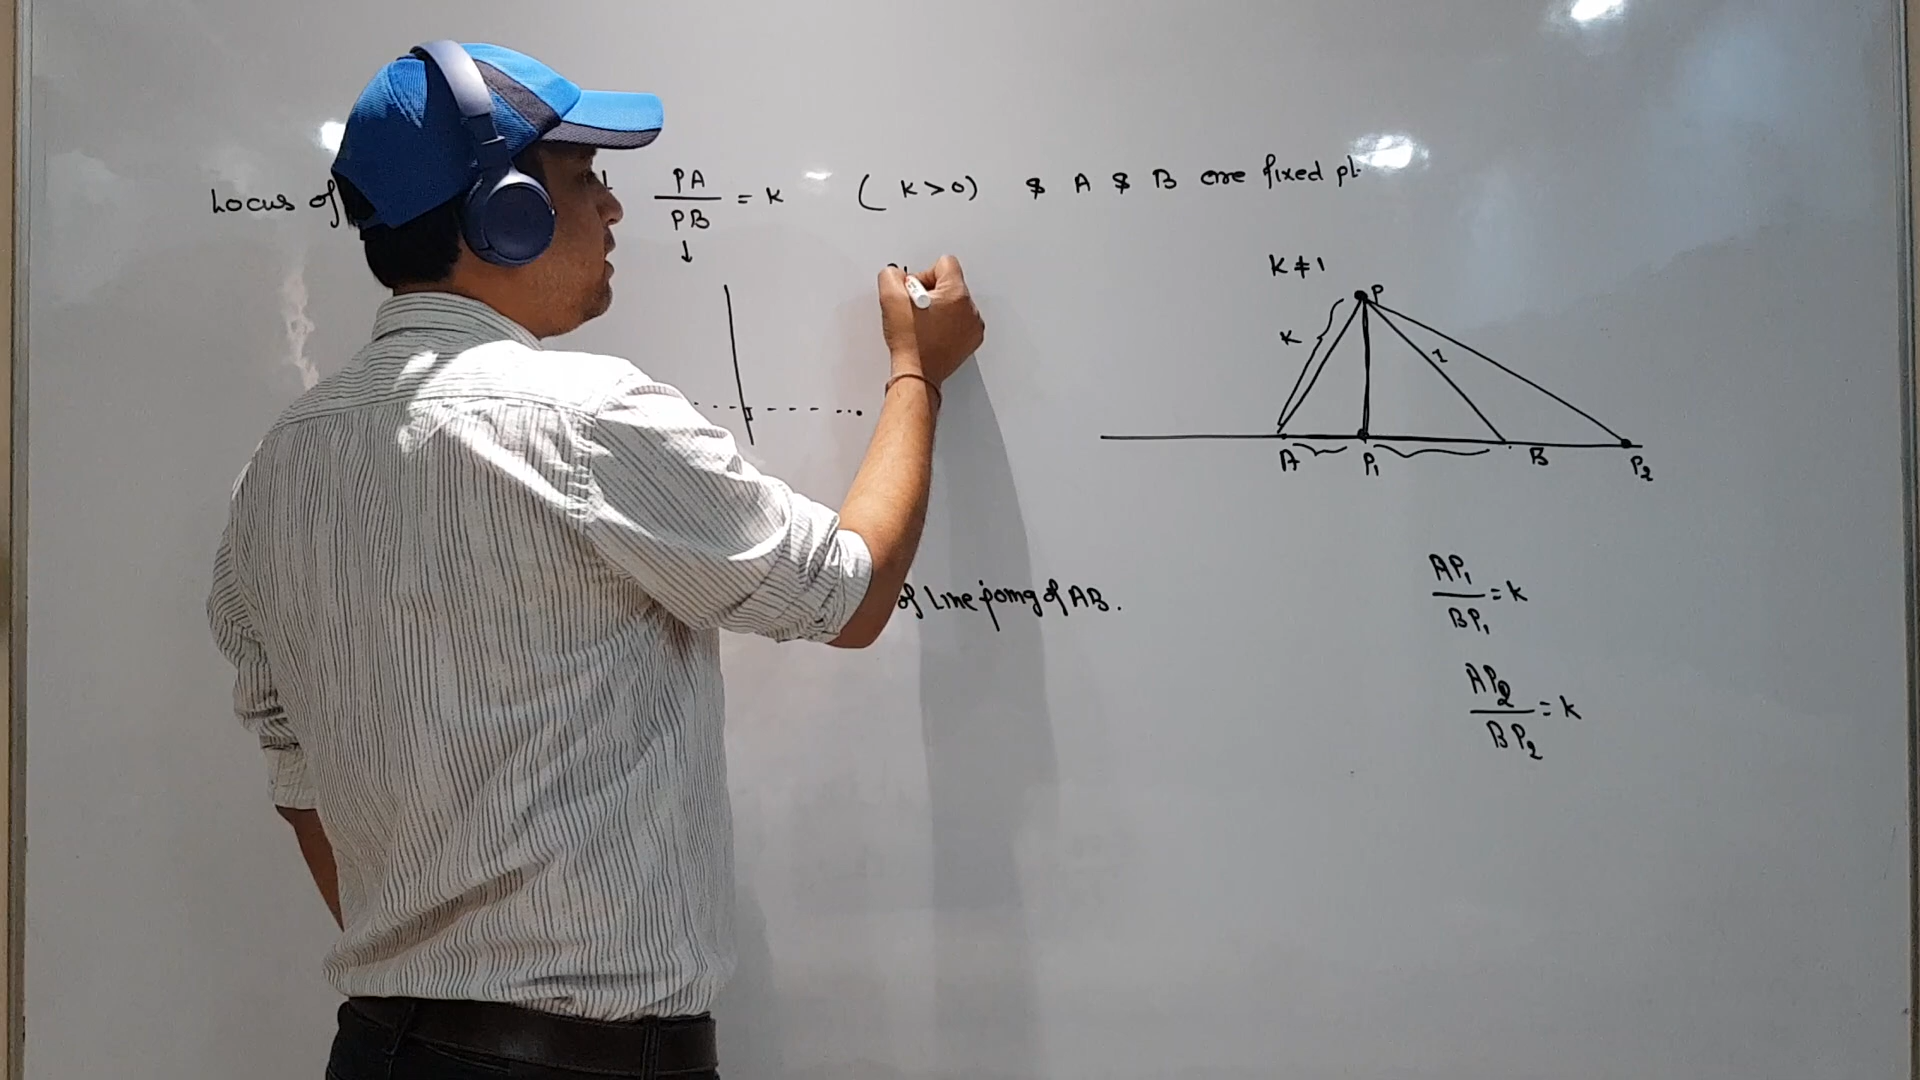 Locus of PA/PB = k (k>0) & A & B are fixed pt.
↓
k≠1
P
k 1
A P₁ B P₂
of Line joing of AB.
AP₁/BP₁ = k
AP₂/BP₂ = k